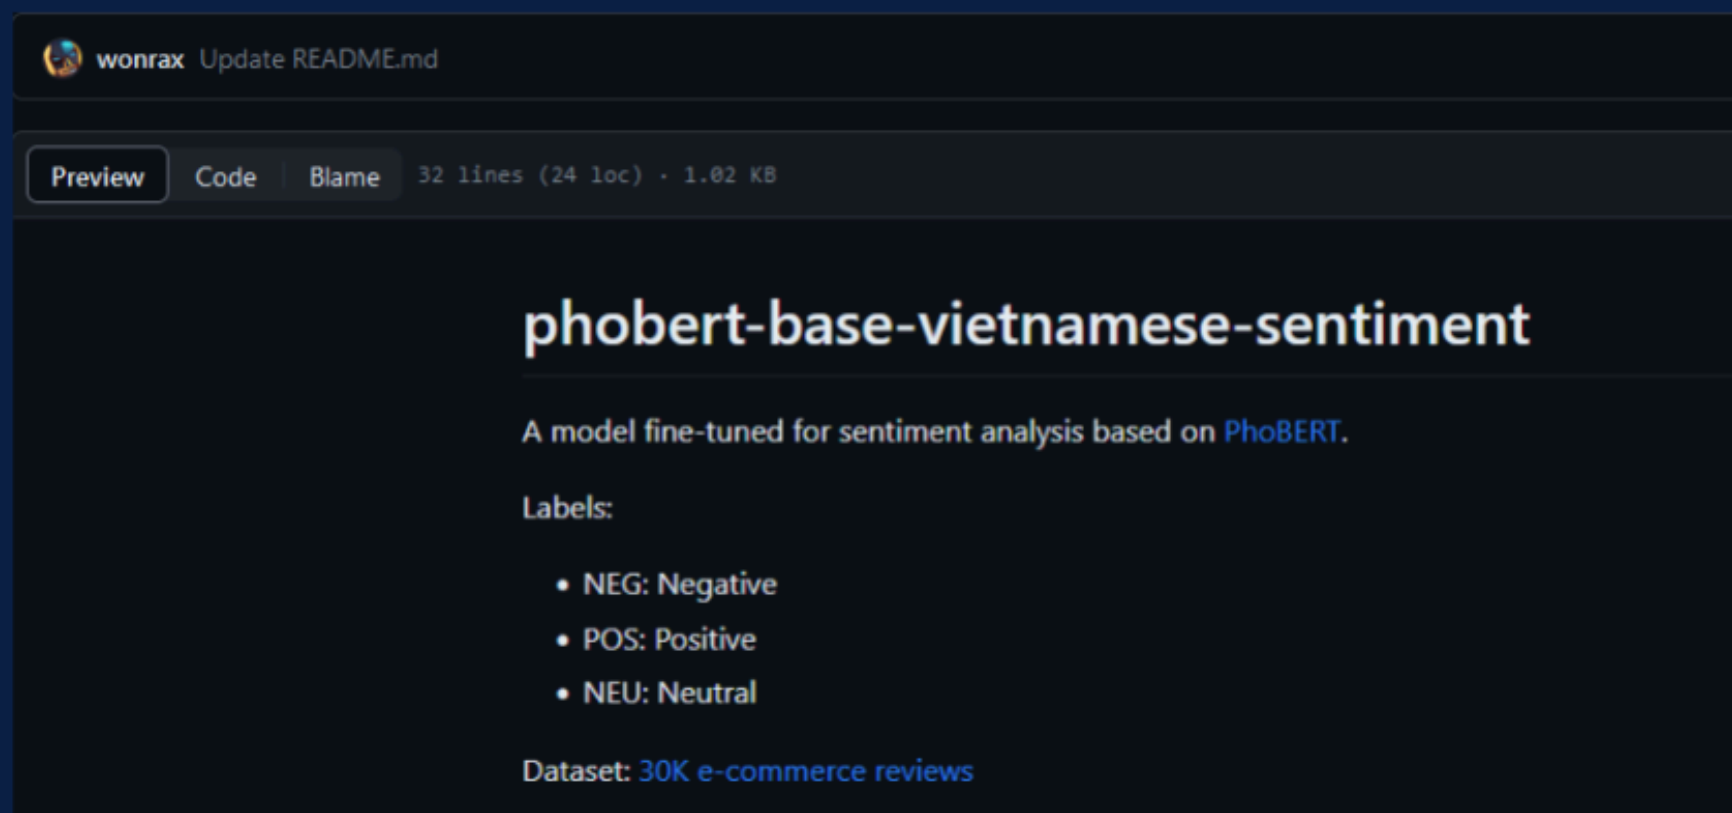 wonrax Update README.md
Preview Code Blame 32 lines (24 loc) · 1.02 KB
phobert-base-vietnamese-sentiment
A model fine-tuned for sentiment analysis based on PhoBERT.
Labels:
• NEG: Negative
• POS: Positive
• NEU: Neutral
Dataset: 30K e-commerce reviews